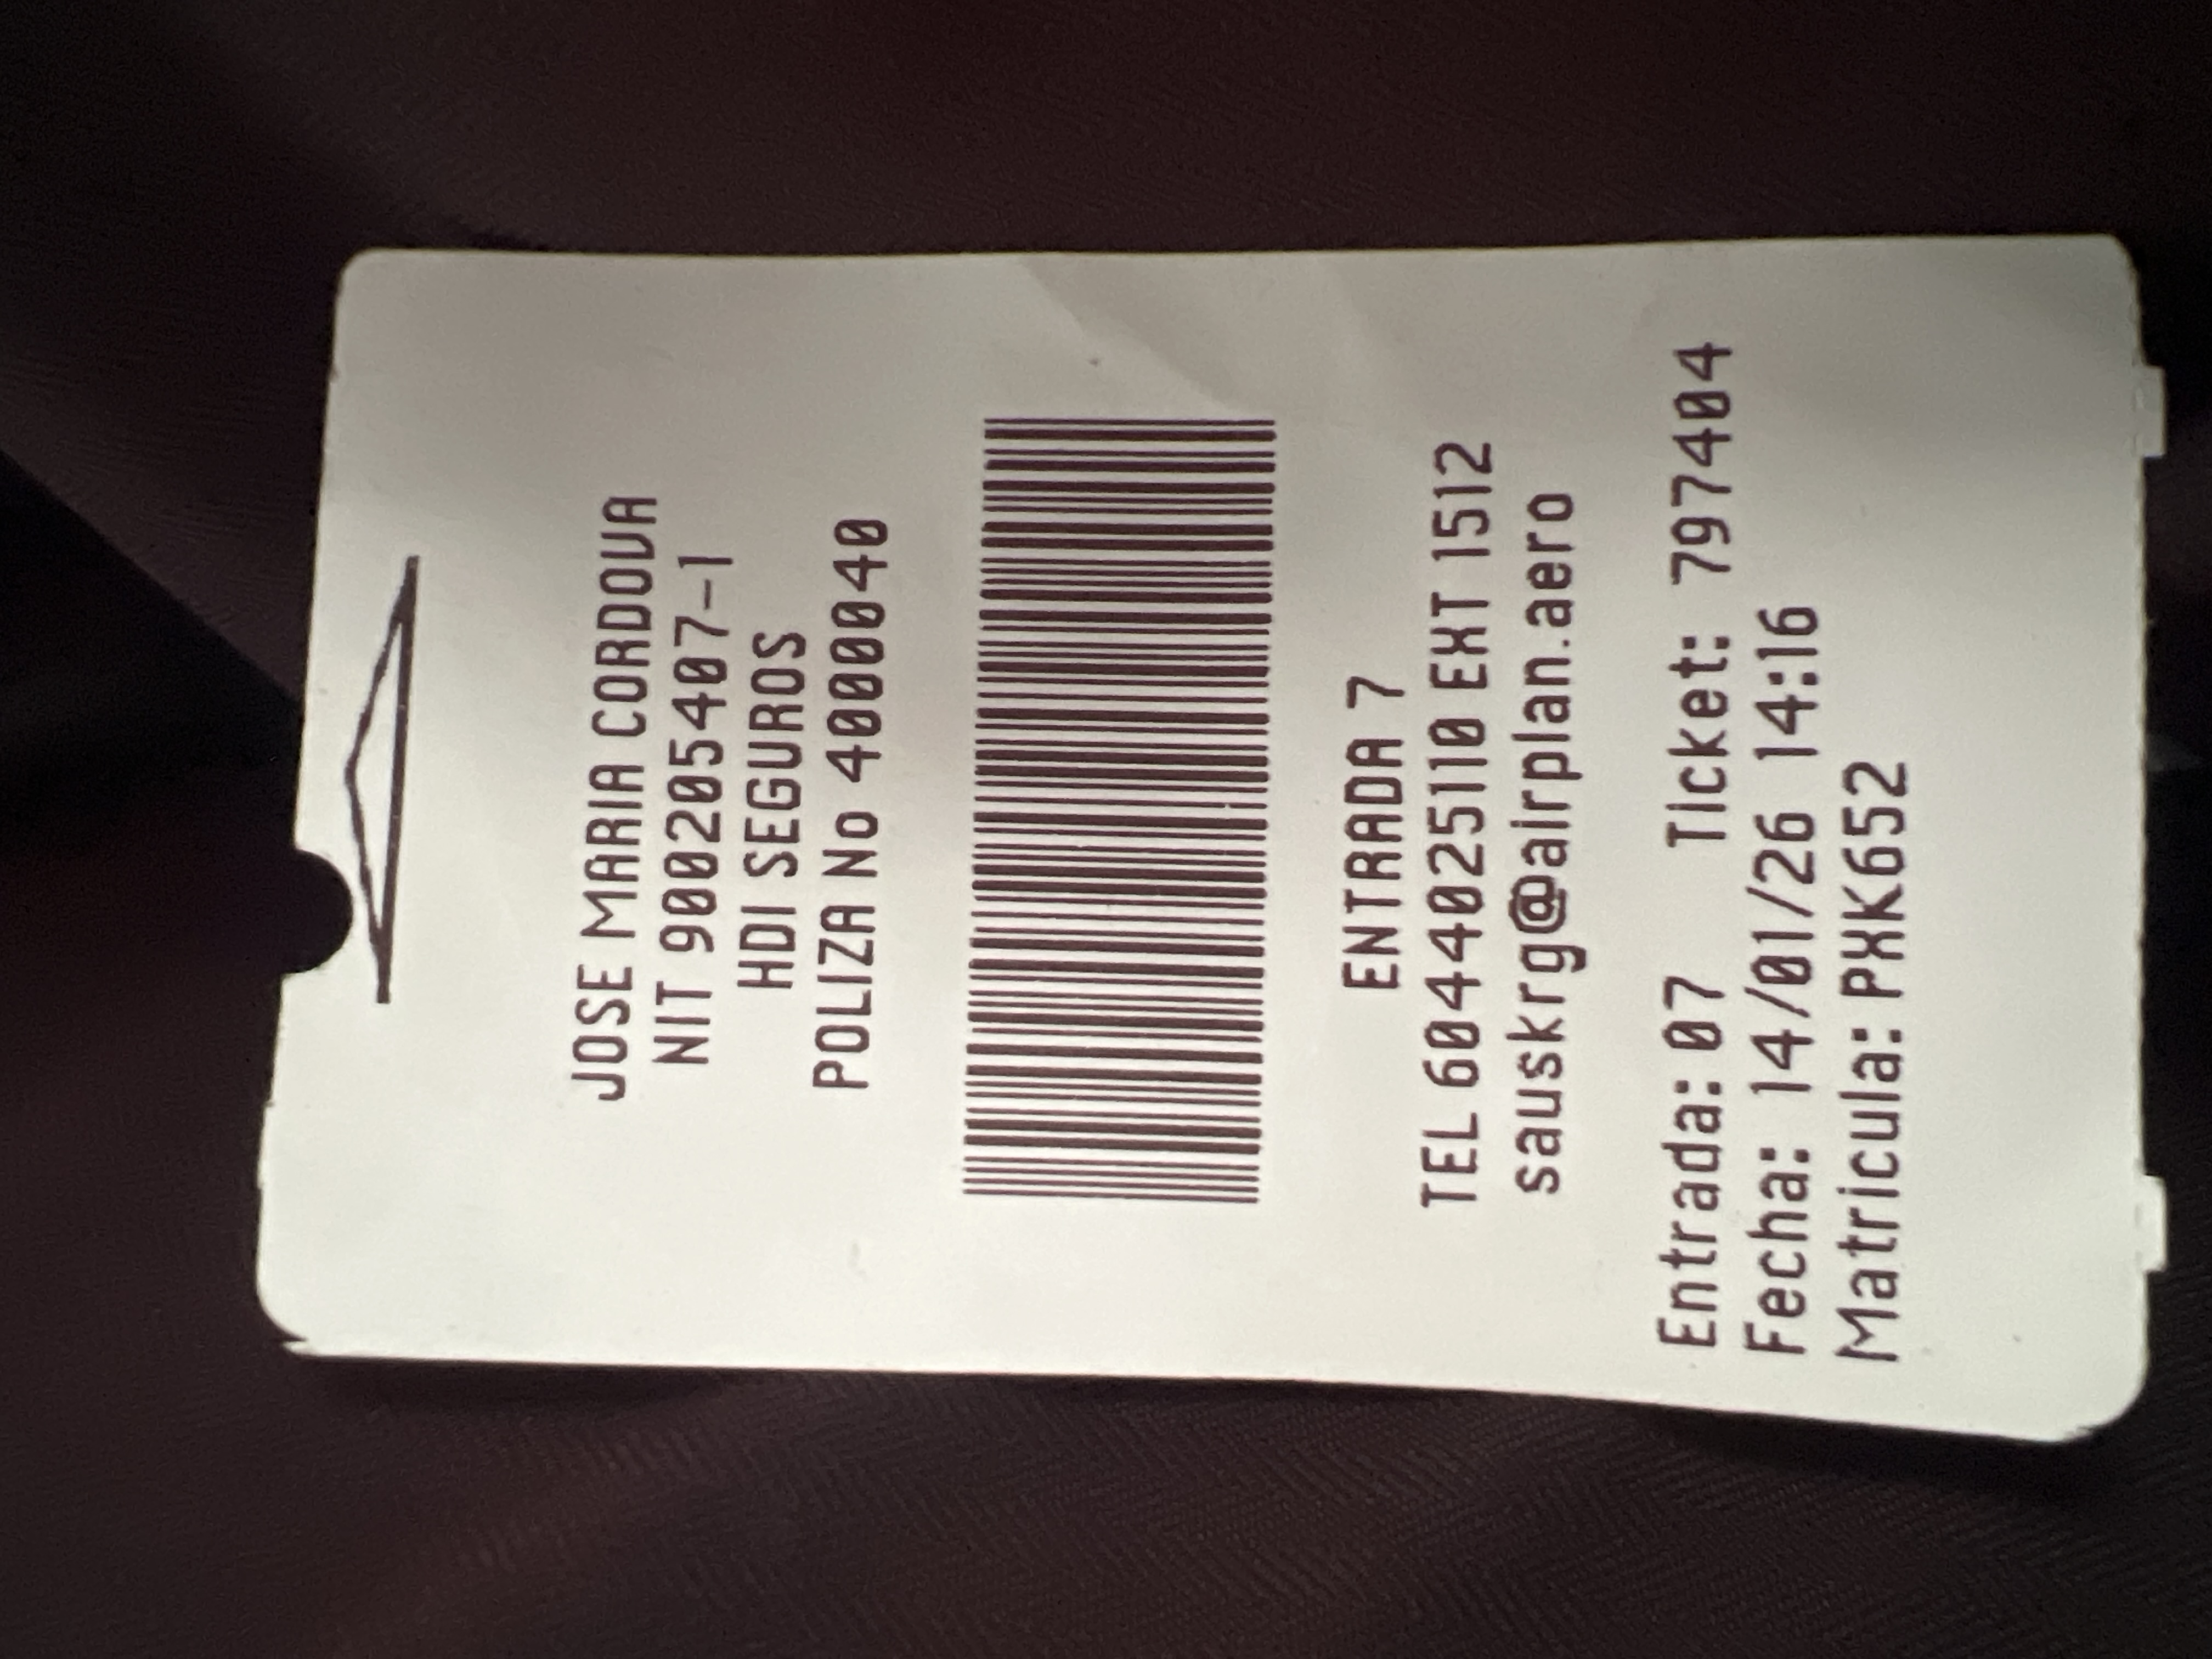 JOSE MARIA CORDOVA
NIT 900205407-1
HDI SEGUROS
POLIZA No 4000040
ENTRADA 7
TEL 6044025110 EXT 1512
sauskrg@airplan.aero
Entrada: 07 Ticket: 797404
Fecha: 14/01/26 14:16
Matricula: PXK652